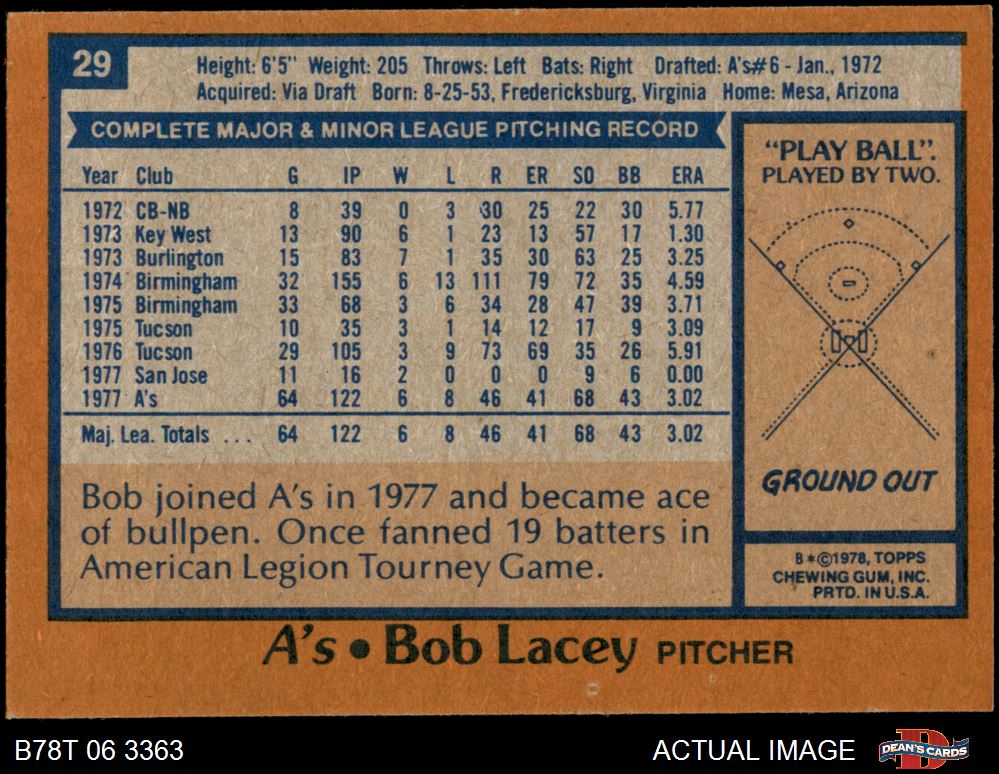 29
Height: 6'5" Weight: 205 Throws: Left Bats: Right Drafted: A's#6 - Jan., 1972
Acquired: Via Draft Born: 8-25-53, Fredericksburg, Virginia Home: Mesa, Arizona
COMPLETE MAJOR & MINOR LEAGUE PITCHING RECORD
Year Club G IP W L R ER SO BB ERA
1972 CB-NB 8 39 0 3 30 25 22 30 5.77
1973 Key West 13 90 6 1 23 13 57 17 1.30
1973 Burlington 15 83 7 1 35 30 63 25 3.25
1974 Birmingham 32 155 6 13 111 79 72 35 4.59
1975 Birmingham 33 68 3 6 34 28 47 39 3.71
1975 Tucson 10 35 3 1 14 12 17 9 3.09
1976 Tucson 29 105 3 9 73 69 35 26 5.91
1977 San Jose 11 16 2 0 0 0 9 6 0.00
1977 A's 64 122 6 8 46 41 68 43 3.02
Maj. Lea. Totals ... 64 122 6 8 46 41 68 43 3.02
Bob joined A's in 1977 and became ace
of bullpen. Once fanned 19 batters in
American Legion Tourney Game.
"PLAY BALL".
PLAYED BY TWO.
GROUND OUT
B*©1978, TOPPS
CHEWING GUM, INC.
PRTD. IN U.S.A.
A's • Bob Lacey PITCHER
B78T 06 3363
ACTUAL IMAGE
DEAN'S CARDS